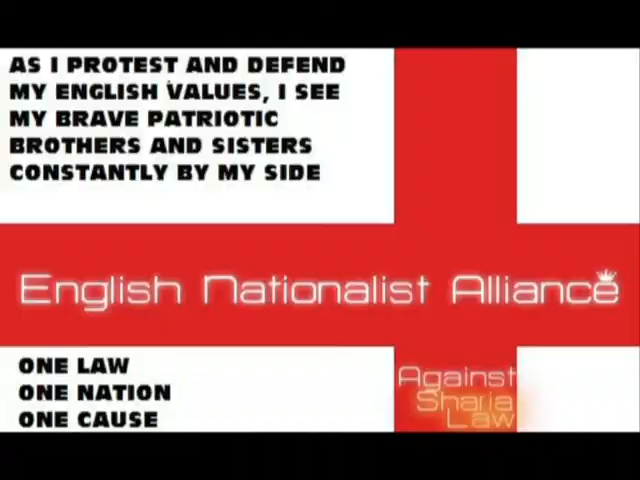 AS I PROTEST AND DEFEND
MY ENGLISH VALUES, I SEE
MY BRAVE PATRIOTIC
BROTHERS AND SISTERS
CONSTANTLY BY MY SIDE
English Nationalist Alliance
ONE LAW
ONE NATION
ONE CAUSE
Against
Sharia
Law